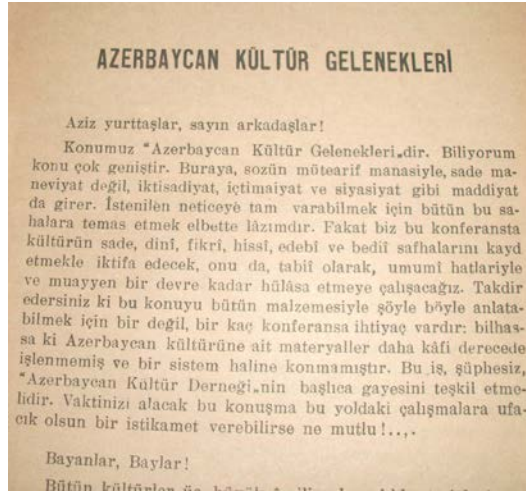 AZERBAYCAN KÜLTÜR GELENEKLERİ
Aziz yurttaşlar, sayın arkadaşlar!
Konumuz "Azerbaycan Kültür Gelenekleri„dir. Biliyorum
konu çok geniştir. Buraya, sozün mötearif manasiyle, sade ma-
neviyat değil, iktisadiyat, içtimaiyat ve siyasiyat gibi maddiyat
da girer. İstenilen neticeye tam varabilmek için bütün bu sa-
halara temas etmek elbette lâzımdır. Fakat biz bu konferansta
kültürün sade, dinî, fikrî, hissî, edebî ve bediî safhalarını kayd
etmekle iktifa edecek, onu da, tabiî olarak, umumî hatlariyle
ve muayyen bir devre kadar hülâsa etmeye çalışacağız. Takdir
edersiniz ki bu konuyu bütün malzemesiyle şöyle böyle anlata-
bilmek için bir değil, bir kaç konferansa ihtiyaç vardır: bilhas-
sa ki Azerbaycan kültürüne ait materyaller daha kâfi derecede
işlenmemiş ve bir sistem haline konmamıştır. Bu iş, şüphesiz,
"Azerbaycan Kültür Derneği„nin başlıca gayesini teşkil etme-
lidir. Vaktinizi alacak bu konuşma bu yoldaki çalışmalara ufa-
cık olsun bir istikamet verebilirse ne mutlu!..,.
Bayanlar, Baylar!
Bütün kültürler